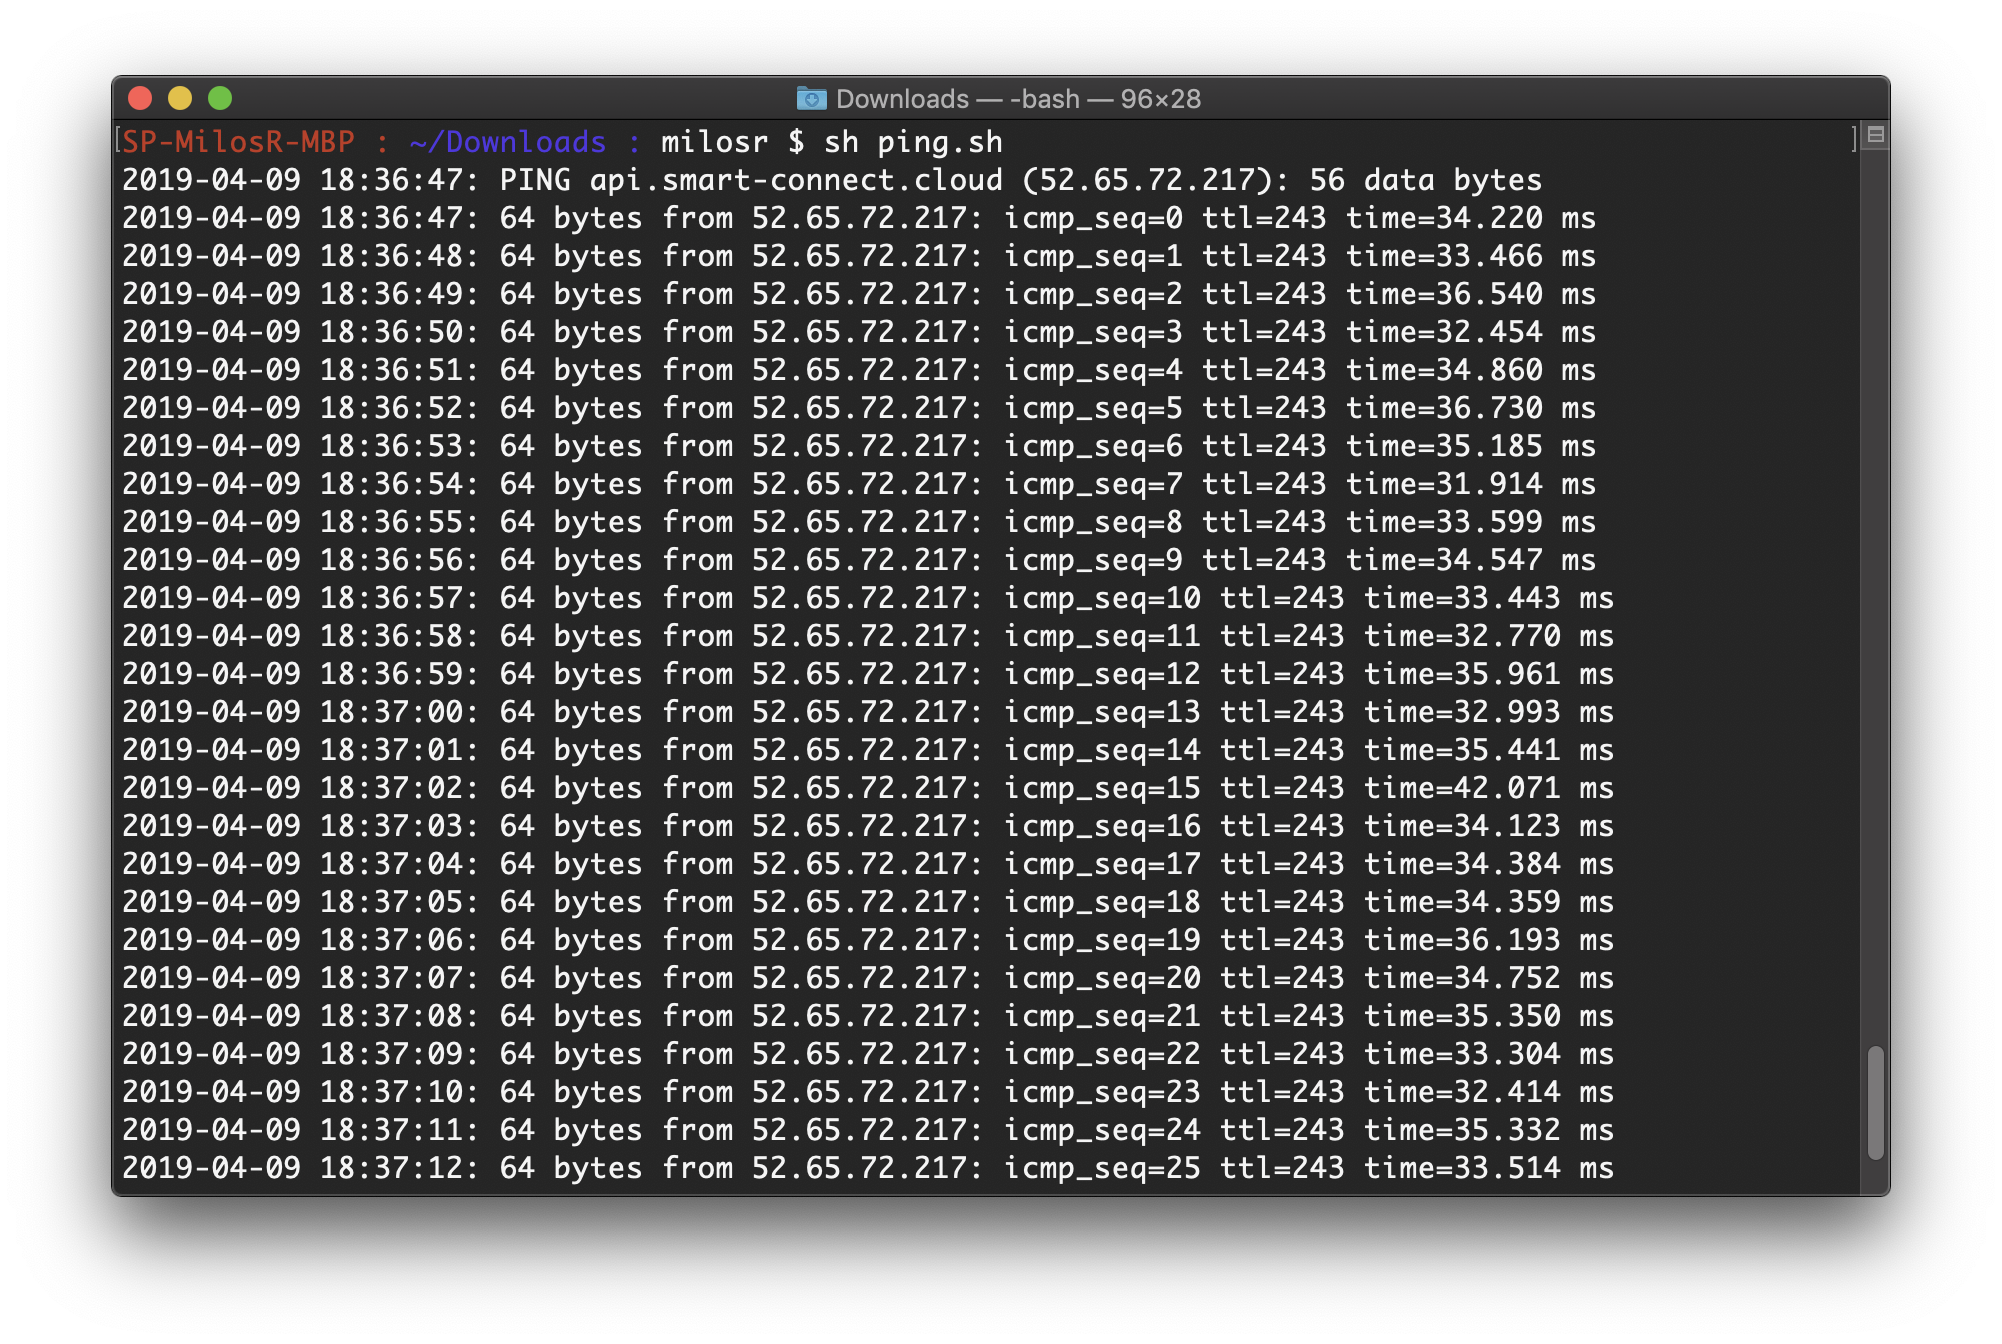 Downloads — -bash — 96×28
SP-MilosR-MBP : ~/Downloads : milosr $ sh ping.sh
2019-04-09 18:36:47: PING api.smart-connect.cloud (52.65.72.217): 56 data bytes
2019-04-09 18:36:47: 64 bytes from 52.65.72.217: icmp_seq=0 ttl=243 time=34.220 ms
2019-04-09 18:36:48: 64 bytes from 52.65.72.217: icmp_seq=1 ttl=243 time=33.466 ms
2019-04-09 18:36:49: 64 bytes from 52.65.72.217: icmp_seq=2 ttl=243 time=36.540 ms
2019-04-09 18:36:50: 64 bytes from 52.65.72.217: icmp_seq=3 ttl=243 time=32.454 ms
2019-04-09 18:36:51: 64 bytes from 52.65.72.217: icmp_seq=4 ttl=243 time=34.860 ms
2019-04-09 18:36:52: 64 bytes from 52.65.72.217: icmp_seq=5 ttl=243 time=36.730 ms
2019-04-09 18:36:53: 64 bytes from 52.65.72.217: icmp_seq=6 ttl=243 time=35.185 ms
2019-04-09 18:36:54: 64 bytes from 52.65.72.217: icmp_seq=7 ttl=243 time=31.914 ms
2019-04-09 18:36:55: 64 bytes from 52.65.72.217: icmp_seq=8 ttl=243 time=33.599 ms
2019-04-09 18:36:56: 64 bytes from 52.65.72.217: icmp_seq=9 ttl=243 time=34.547 ms
2019-04-09 18:36:57: 64 bytes from 52.65.72.217: icmp_seq=10 ttl=243 time=33.443 ms
2019-04-09 18:36:58: 64 bytes from 52.65.72.217: icmp_seq=11 ttl=243 time=32.770 ms
2019-04-09 18:36:59: 64 bytes from 52.65.72.217: icmp_seq=12 ttl=243 time=35.961 ms
2019-04-09 18:37:00: 64 bytes from 52.65.72.217: icmp_seq=13 ttl=243 time=32.993 ms
2019-04-09 18:37:01: 64 bytes from 52.65.72.217: icmp_seq=14 ttl=243 time=35.441 ms
2019-04-09 18:37:02: 64 bytes from 52.65.72.217: icmp_seq=15 ttl=243 time=42.071 ms
2019-04-09 18:37:03: 64 bytes from 52.65.72.217: icmp_seq=16 ttl=243 time=34.123 ms
2019-04-09 18:37:04: 64 bytes from 52.65.72.217: icmp_seq=17 ttl=243 time=34.384 ms
2019-04-09 18:37:05: 64 bytes from 52.65.72.217: icmp_seq=18 ttl=243 time=34.359 ms
2019-04-09 18:37:06: 64 bytes from 52.65.72.217: icmp_seq=19 ttl=243 time=36.193 ms
2019-04-09 18:37:07: 64 bytes from 52.65.72.217: icmp_seq=20 ttl=243 time=34.752 ms
2019-04-09 18:37:08: 64 bytes from 52.65.72.217: icmp_seq=21 ttl=243 time=35.350 ms
2019-04-09 18:37:09: 64 bytes from 52.65.72.217: icmp_seq=22 ttl=243 time=33.304 ms
2019-04-09 18:37:10: 64 bytes from 52.65.72.217: icmp_seq=23 ttl=243 time=32.414 ms
2019-04-09 18:37:11: 64 bytes from 52.65.72.217: icmp_seq=24 ttl=243 time=35.332 ms
2019-04-09 18:37:12: 64 bytes from 52.65.72.217: icmp_seq=25 ttl=243 time=33.514 ms